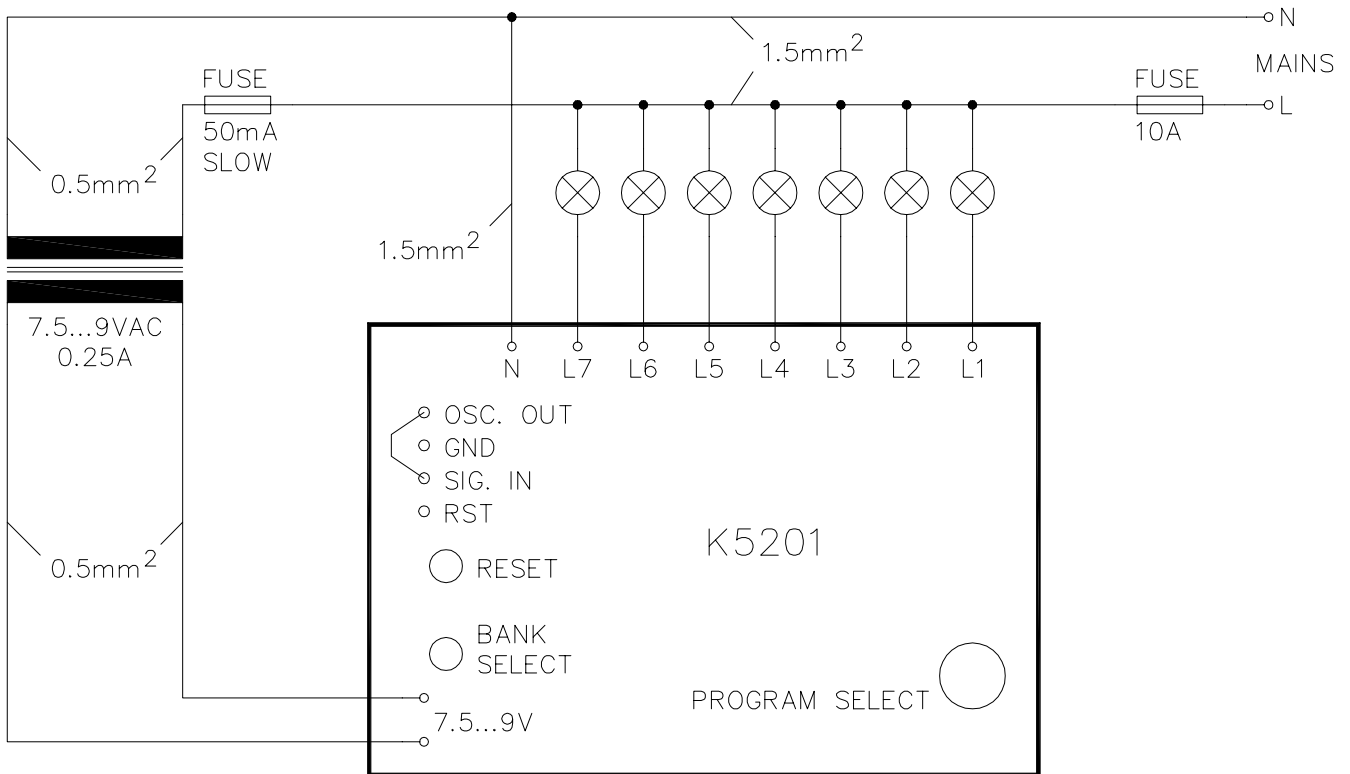 N
1.5mm²
MAINS
FUSE
FUSE
L
50mA
SLOW
10A
0.5mm²
1.5mm²
7.5...9VAC
0.25A
N L7 L6 L5 L4 L3 L2 L1
OSC. OUT
GND
SIG. IN
RST
K5201
0.5mm²
RESET
BANK
SELECT
PROGRAM SELECT
7.5...9V